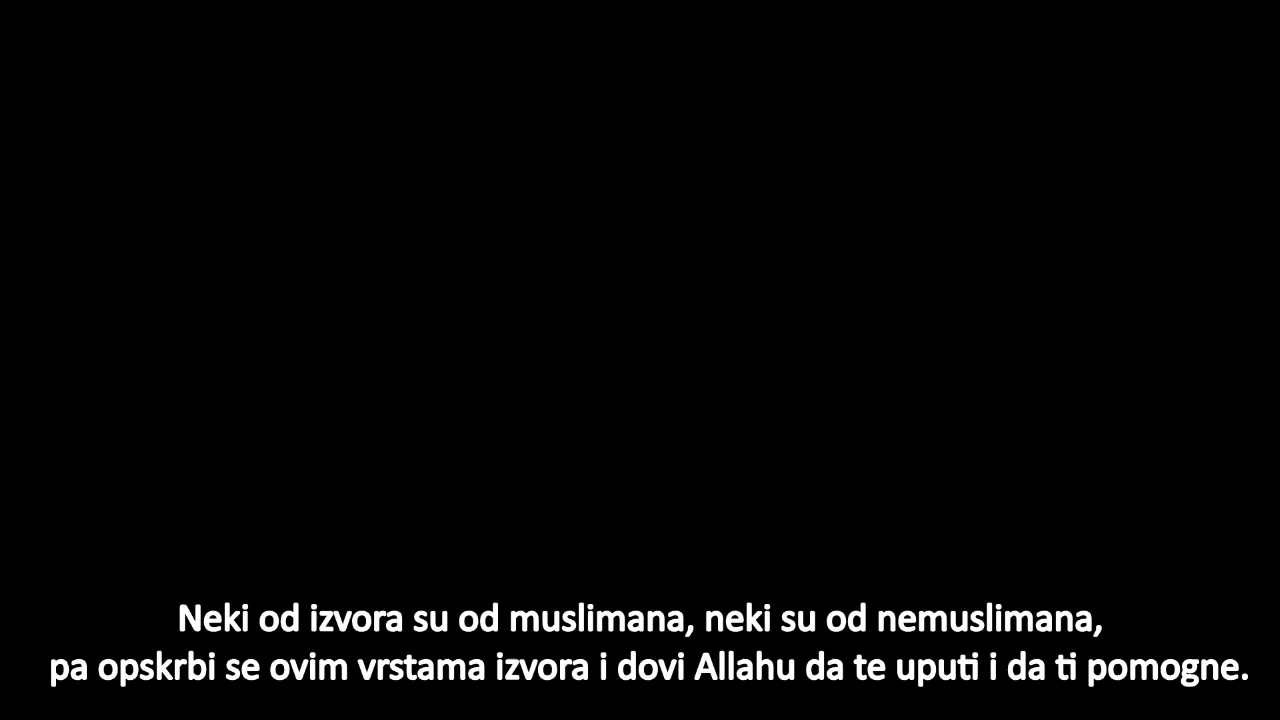 Neki od izvora su od muslimana, neki su od nemuslimana,
pa opskrbi se ovim vrstama izvora i dovi Allahu da te uputi i da ti pomogne.